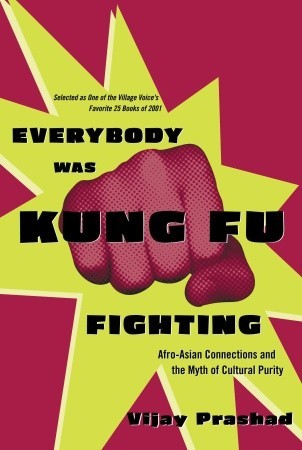 Selected as One of the Village Voice's
Favorite 25 Books of 2001
EVERYBODY
WAS
KUNG FU
FIGHTING
Afro-Asian Connections and
the Myth of Cultural Purity
Vijay Prashad